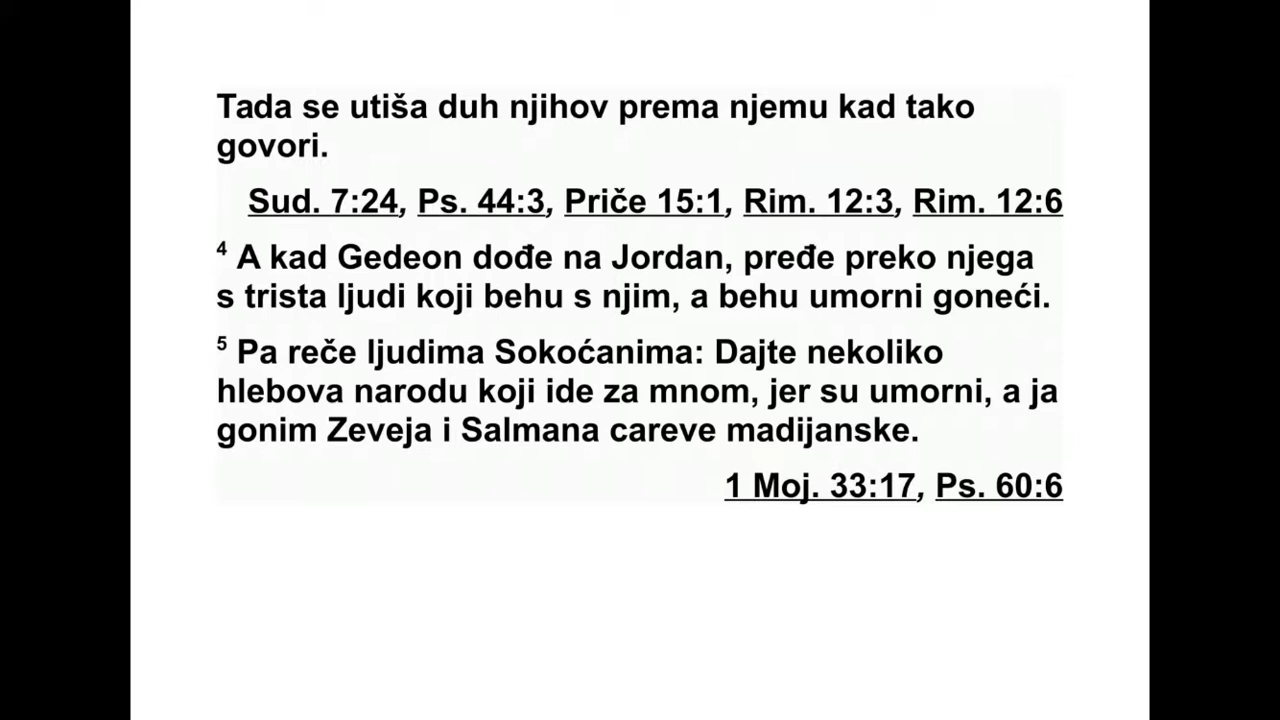 Tada se utiša duh njihov prema njemu kad tako
govori.
Sud. 7:24, Ps. 44:3, Priče 15:1, Rim. 12:3, Rim. 12:6
4 A kad Gedeon dođe na Jordan, pređe preko njega
s trista ljudi koji behu s njim, a behu umorni goneći.
5 Pa reče ljudima Sokoćanima: Dajte nekoliko
hlebova narodu koji ide za mnom, jer su umorni, a ja
gonim Zeveja i Salmana careve madijanske.
1 Moj. 33:17, Ps. 60:6